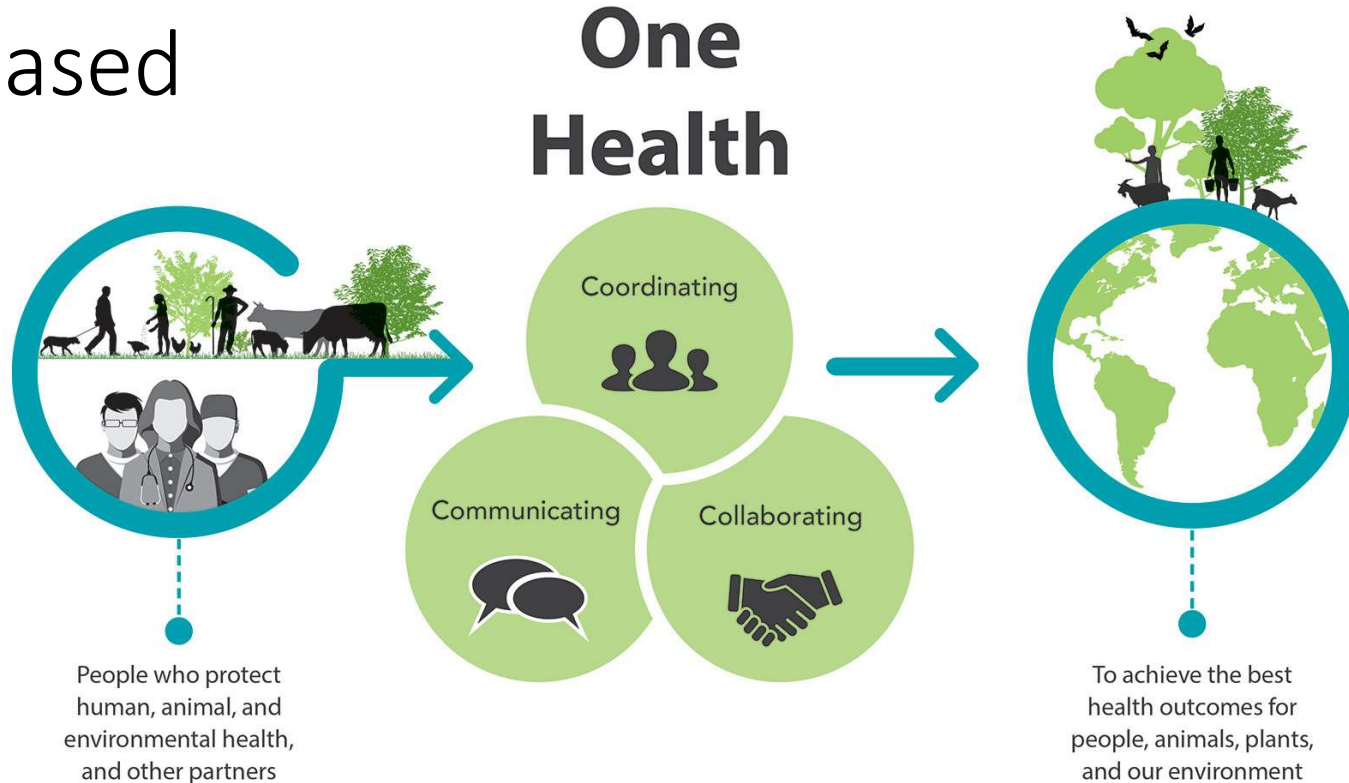 ased
One
Health
Coordinating
Communicating
Collaborating
People who protect
human, animal, and
environmental health,
and other partners
To achieve the best
health outcomes for
people, animals, plants,
and our environment